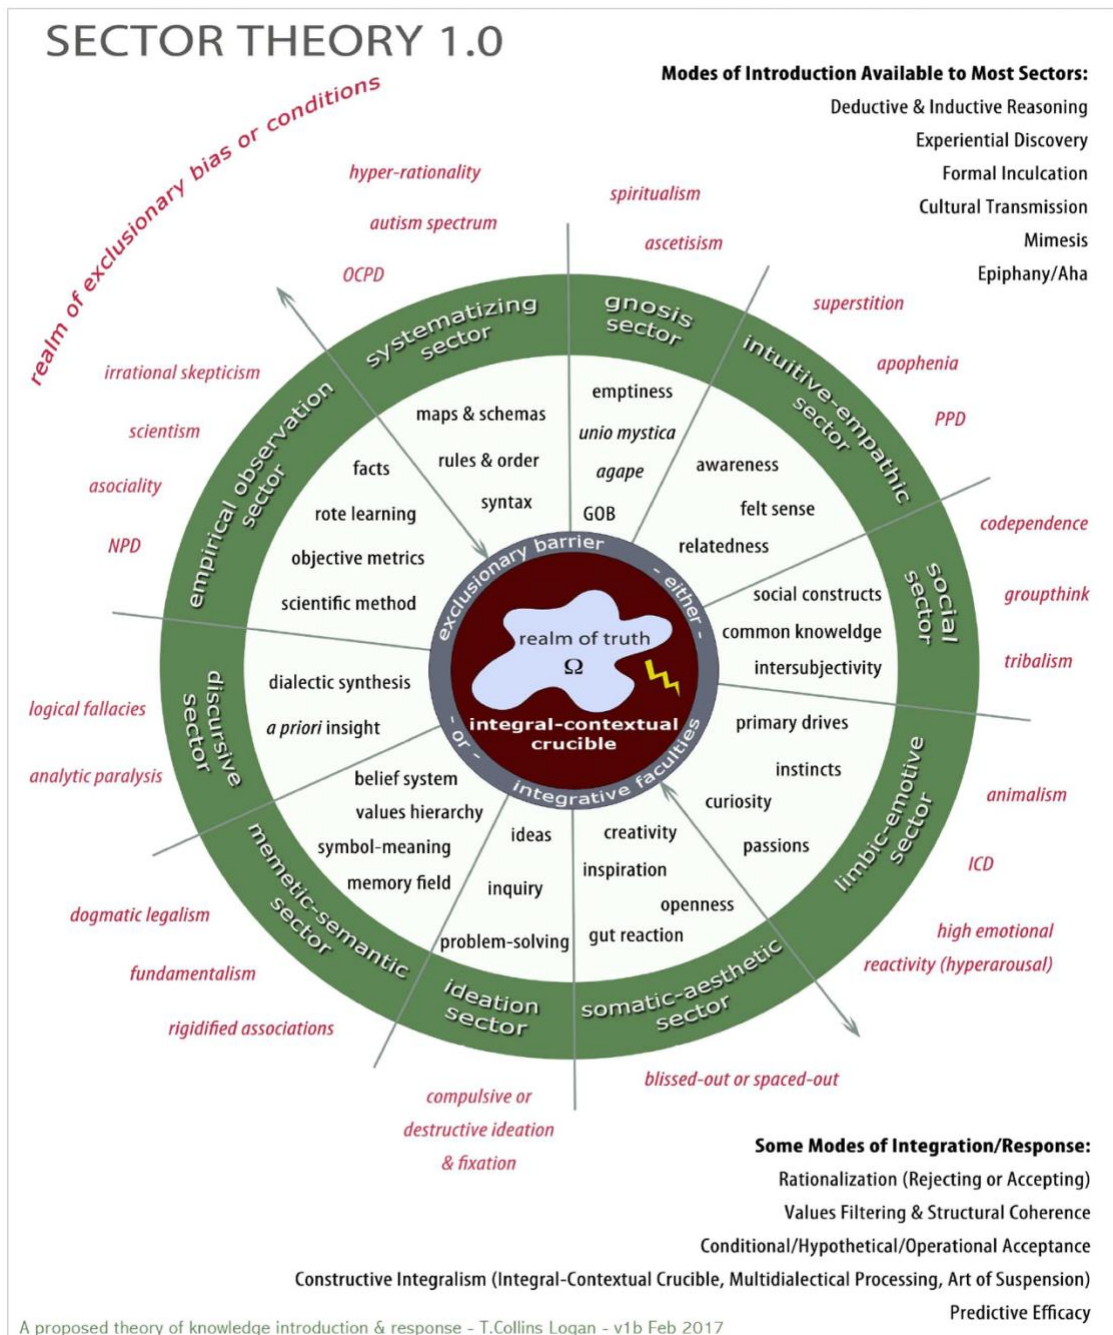 SECTOR THEORY 1.0
Modes of Introduction Available to Most Sectors:
Deductive & Inductive Reasoning
Experiential Discovery
Formal Inculcation
Cultural Transmission
Mimesis
Epiphany/Aha
realm of exclusionary bias or conditions
hyper-rationality
autism spectrum
OCPD
spiritualism
ascetisism
superstition
apophenia
PPD
codependence
groupthink
tribalism
animalism
ICD
high emotional
reactivity (hyperarousal)
blissed-out or spaced-out
compulsive or
destructive ideation
& fixation
rigidified associations
fundamentalism
dogmatic legalism
analytic paralysis
logical fallacies
NPD
asociality
scientism
irrational skepticism
systematizing
sector
maps & schemas
rules & order
syntax
gnosis
sector
emptiness
unio mystica
agape
GOB
intuitive-empathic
sector
awareness
felt sense
relatedness
social
sector
social constructs
common knoweldge
intersubjectivity
limbic-emotive
sector
primary drives
instincts
curiosity
passions
somatic-aesthetic
sector
creativity
inspiration
openness
gut reaction
ideation
sector
ideas
inquiry
problem-solving
memetic-semantic
sector
belief system
values hierarchy
symbol-meaning
memory field
discursive
sector
dialectic synthesis
a priori insight
empirical observation
sector
facts
rote learning
objective metrics
scientific method
exclusionary barrier
- either -
- or -
integrative faculties
realm of truth
Ω
integral-contextual
crucible
Some Modes of Integration/Response:
Rationalization (Rejecting or Accepting)
Values Filtering & Structural Coherence
Conditional/Hypothetical/Operational Acceptance
Constructive Integralism (Integral-Contextual Crucible, Multidialectical Processing, Art of Suspension)
Predictive Efficacy
A proposed theory of knowledge introduction & response - T.Collins Logan - v1b Feb 2017